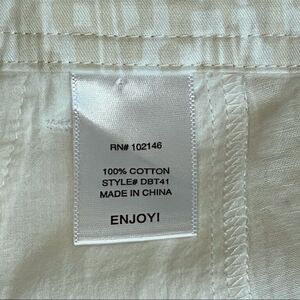 RN# 102146
100% COTTON
STYLE# DBT41
MADE IN CHINA
ENJOY!